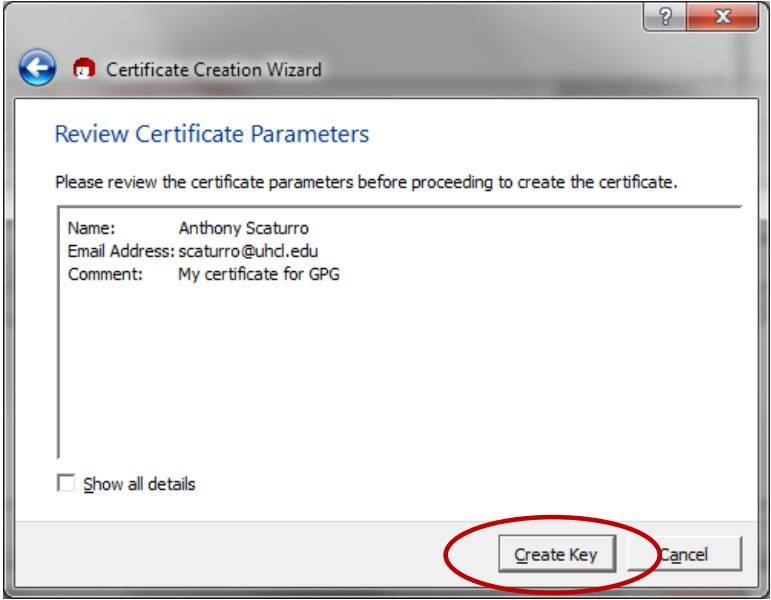 ?
Certificate Creation Wizard
Review Certificate Parameters
Please review the certificate parameters before proceeding to create the certificate.
Name: Anthony Scaturro
Email Address: scaturro@uhcl.edu
Comment: My certificate for GPG
Show all details
Create Key Cancel